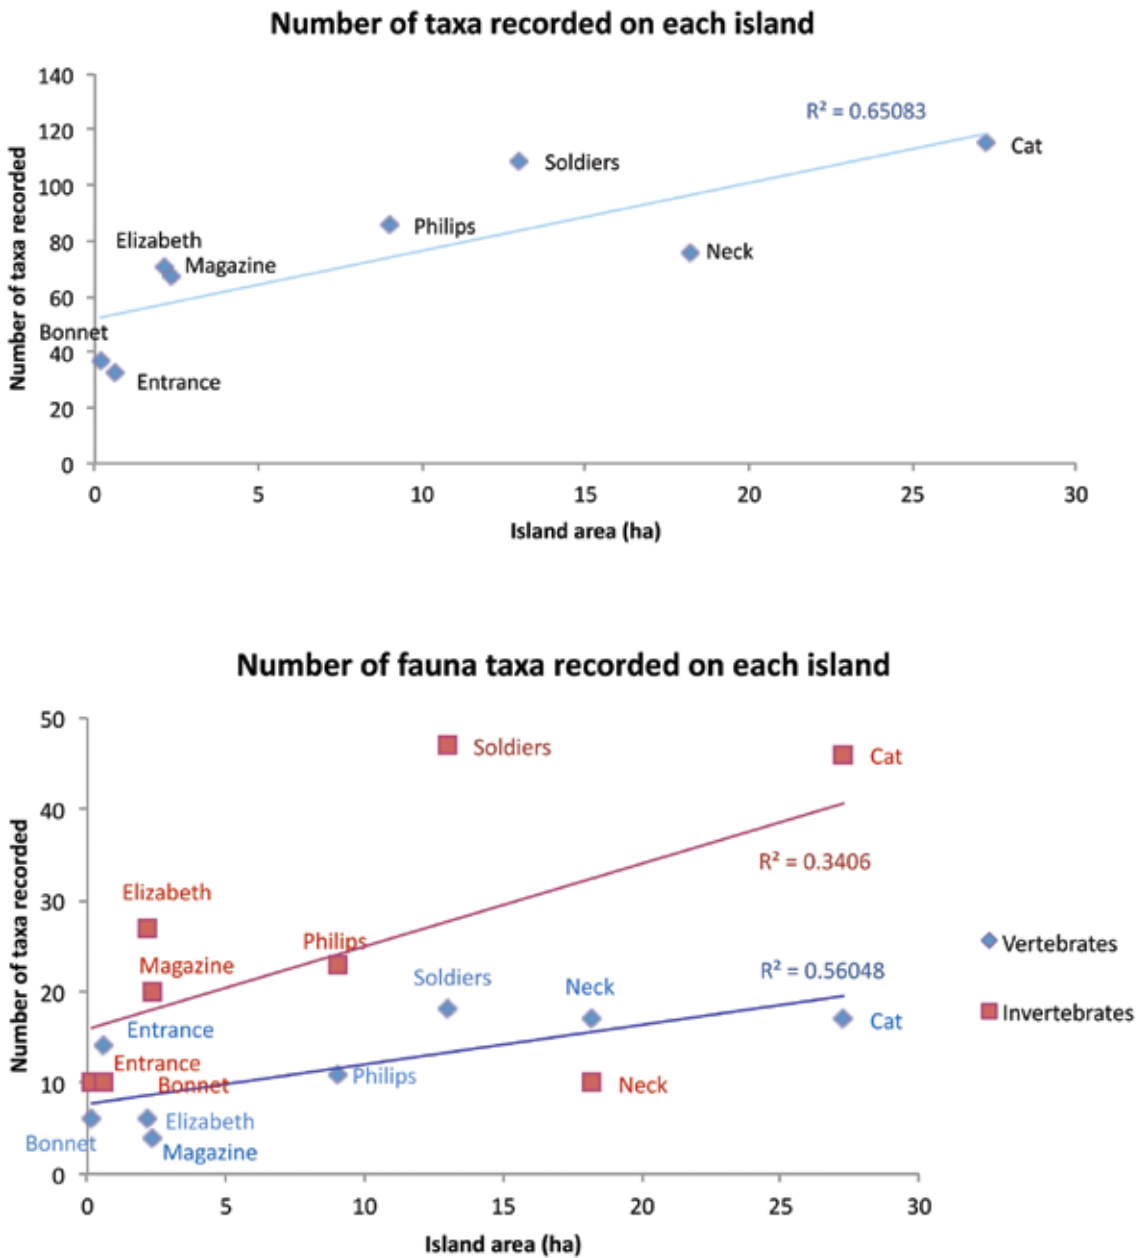 Number of taxa recorded on each island
140
120
100
80
60
40
20
0
Number of taxa recorded
R² = 0.65083
Cat
Soldiers
Philips
Neck
Elizabeth
Magazine
Bonnet
Entrance
0 5 10 15 20 25 30
Island area (ha)
Number of fauna taxa recorded on each island
50
40
30
20
10
0
Number of taxa recorded
Soldiers
Cat
R² = 0.3406
Elizabeth
Philips
Magazine
Soldiers
Neck
R² = 0.56048
Cat
Entrance
Entrance
Bonnet
Philips
Neck
Elizabeth
Bonnet
Magazine
Vertebrates
Invertebrates
0 5 10 15 20 25 30
Island area (ha)